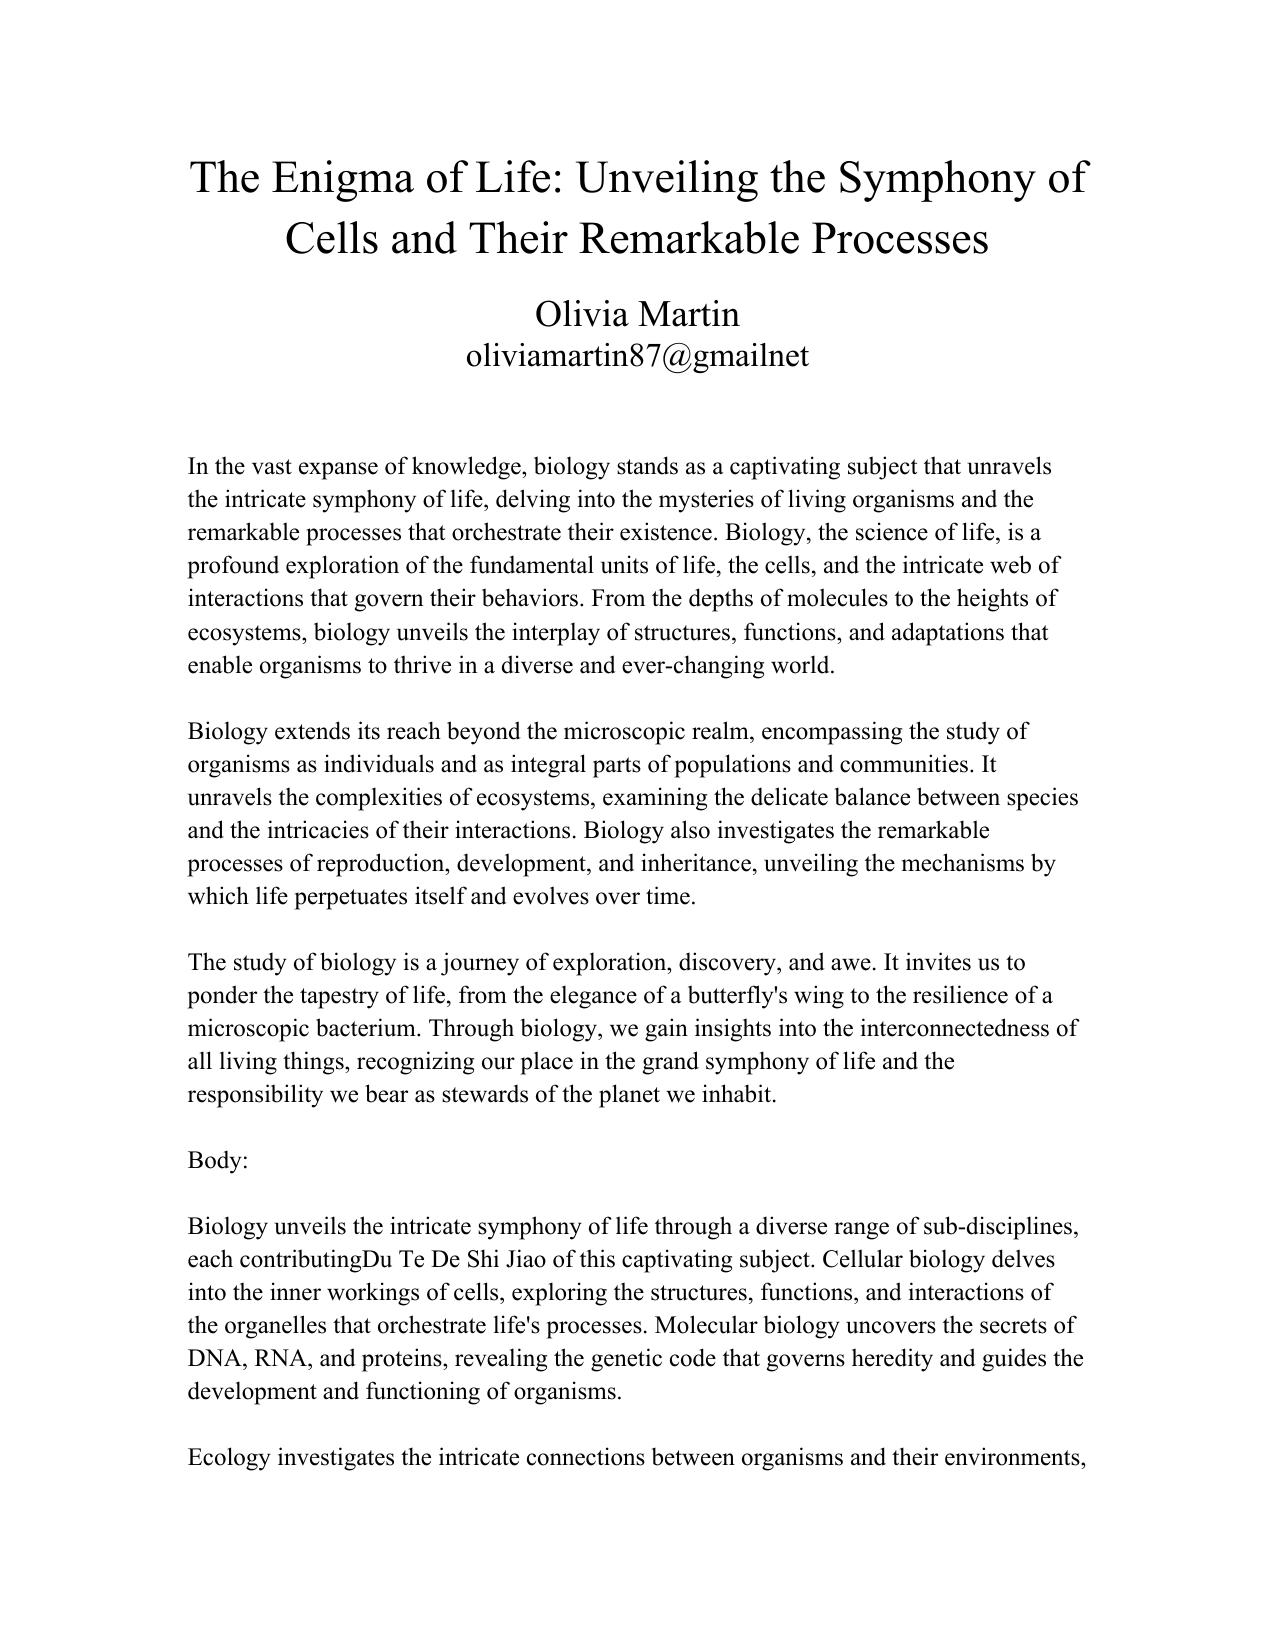 The Enigma of Life: Unveiling the Symphony of
Cells and Their Remarkable Processes
Olivia Martin
oliviamartin87@gmailnet
In the vast expanse of knowledge, biology stands as a captivating subject that unravels
the intricate symphony of life, delving into the mysteries of living organisms and the
remarkable processes that orchestrate their existence. Biology, the science of life, is a
profound exploration of the fundamental units of life, the cells, and the intricate web of
interactions that govern their behaviors. From the depths of molecules to the heights of
ecosystems, biology unveils the interplay of structures, functions, and adaptations that
enable organisms to thrive in a diverse and ever-changing world.
Biology extends its reach beyond the microscopic realm, encompassing the study of
organisms as individuals and as integral parts of populations and communities. It
unravels the complexities of ecosystems, examining the delicate balance between species
and the intricacies of their interactions. Biology also investigates the remarkable
processes of reproduction, development, and inheritance, unveiling the mechanisms by
which life perpetuates itself and evolves over time.
The study of biology is a journey of exploration, discovery, and awe. It invites us to
ponder the tapestry of life, from the elegance of a butterfly's wing to the resilience of a
microscopic bacterium. Through biology, we gain insights into the interconnectedness of
all living things, recognizing our place in the grand symphony of life and the
responsibility we bear as stewards of the planet we inhabit.
Body:
Biology unveils the intricate symphony of life through a diverse range of sub-disciplines,
each contributingDu Te De Shi Jiao of this captivating subject. Cellular biology delves
into the inner workings of cells, exploring the structures, functions, and interactions of
the organelles that orchestrate life's processes. Molecular biology uncovers the secrets of
DNA, RNA, and proteins, revealing the genetic code that governs heredity and guides the
development and functioning of organisms.
Ecology investigates the intricate connections between organisms and their environments,